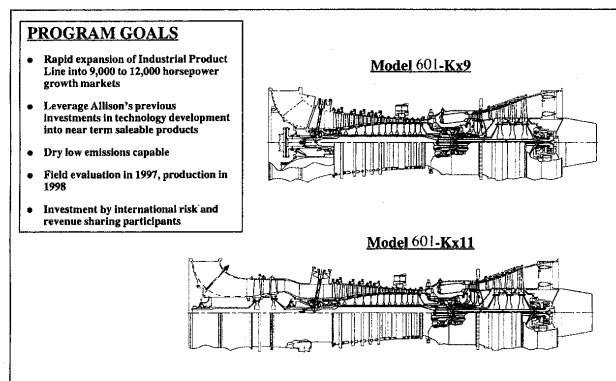 PROGRAM GOALS
• Rapid expansion of Industrial Product
Line into 9,000 to 12,000 horsepower
growth markets
• Leverage Allison's previous
investments in technology development
into near term saleable products
• Dry low emissions capable
• Field evaluation in 1997, production in
1998
• Investment by international risk and
revenue sharing participants
Model 601-Kx9
Model 601-Kx11